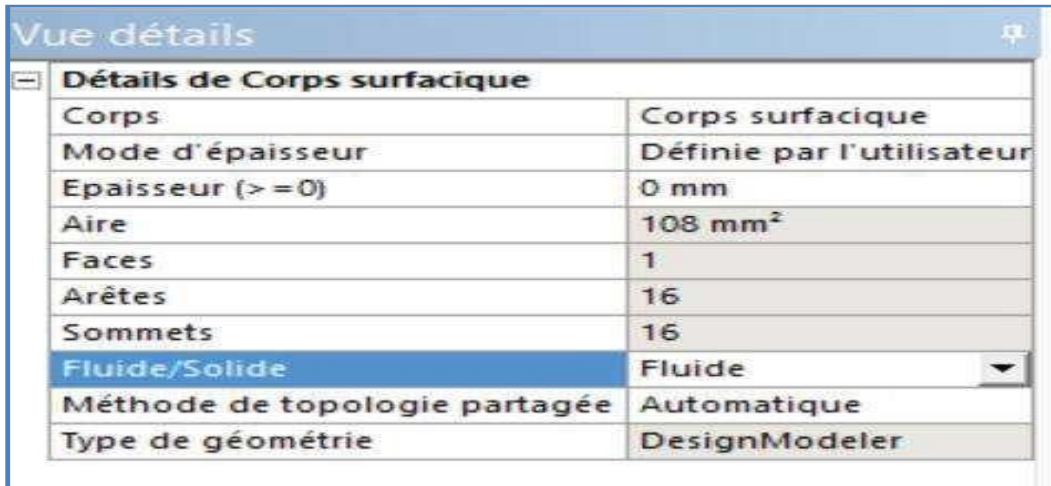 Vue détails
Détails de Corps surfacique
Corps Corps surfacique
Mode d'épaisseur Définie par l'utilisateur
Epaisseur (> =0) 0 mm
Aire 108 mm²
Faces 1
Arêtes 16
Sommets 16
Fluide/Solide Fluide
Méthode de topologie partagée Automatique
Type de géométrie DesignModeler